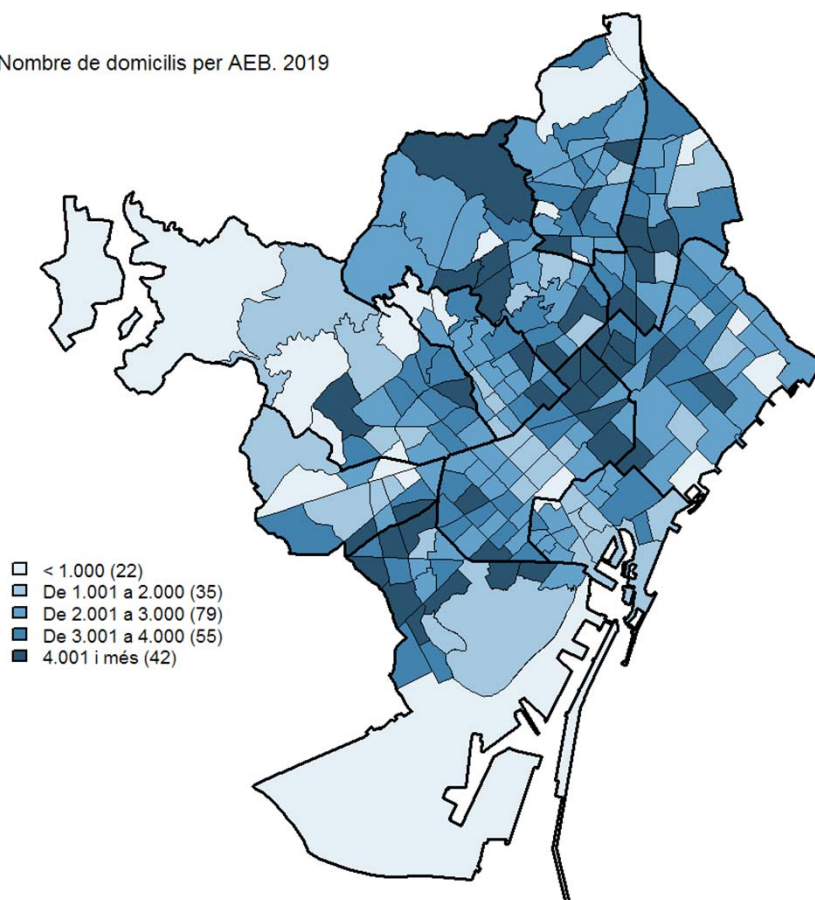 Nombre de domicilis per AEB. 2019
< 1.000 (22)
De 1.001 a 2.000 (35)
De 2.001 a 3.000 (79)
De 3.001 a 4.000 (55)
4.001 i més (42)